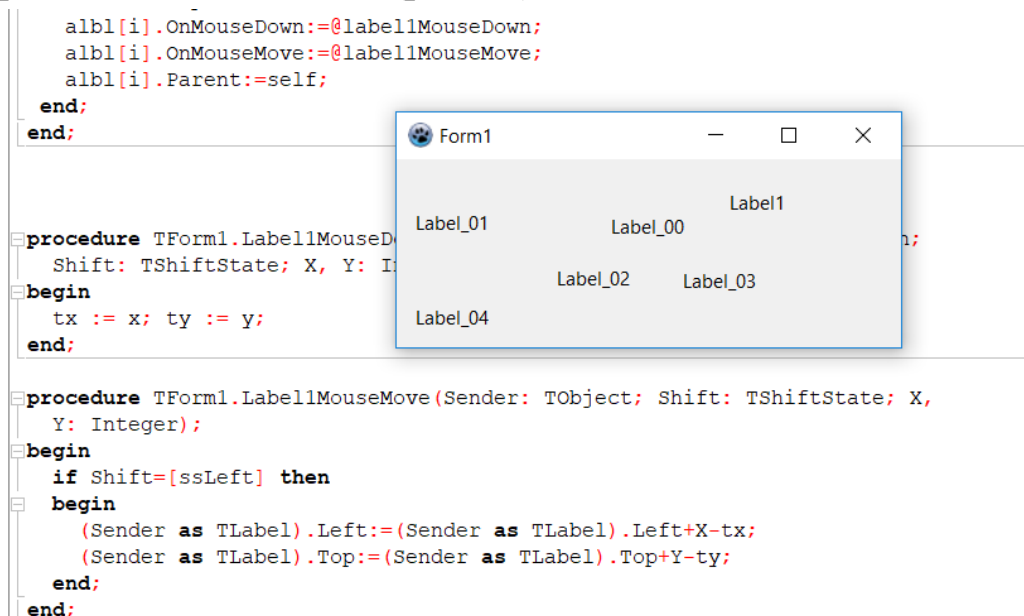 albl[i].OnMouseDown:=@label1MouseDown;
albl[i].OnMouseMove:=@label1MouseMove;
albl[i].Parent:=self;
end;
end;
Form1
Label1
Label_01
Label_00
Label_02
Label_03
Label_04
procedure TForm1.Label1MouseD
n;
Shift: TShiftState; X, Y: I
begin
tx := x; ty := y;
end;
procedure TForm1.Label1MouseMove(Sender: TObject; Shift: TShiftState; X,
Y: Integer);
begin
if Shift=[ssLeft] then
begin
(Sender as TLabel).Left:=(Sender as TLabel).Left+X-tx;
(Sender as TLabel).Top:=(Sender as TLabel).Top+Y-ty;
end;
end;